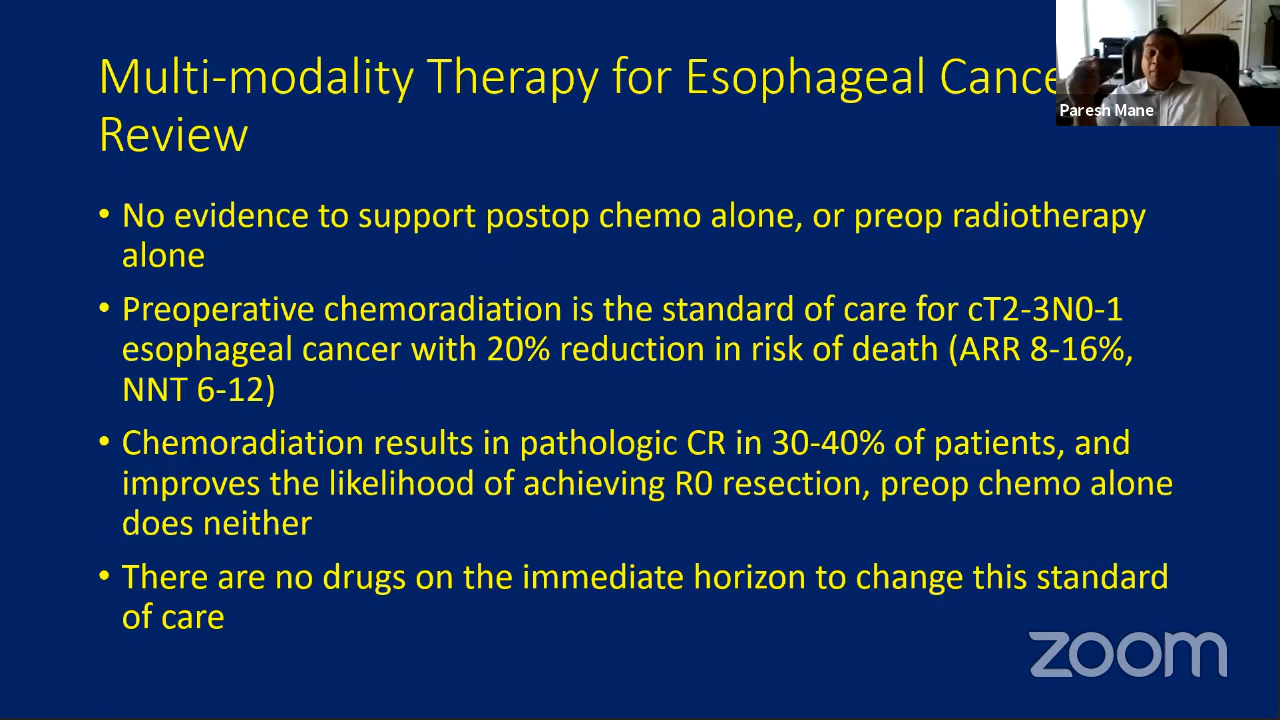 Multi-modality Therapy for Esophageal Cance
Review
Paresh Mane
• No evidence to support postop chemo alone, or preop radiotherapy
alone
• Preoperative chemoradiation is the standard of care for cT2-3N0-1
esophageal cancer with 20% reduction in risk of death (ARR 8-16%,
NNT 6-12)
• Chemoradiation results in pathologic CR in 30-40% of patients, and
improves the likelihood of achieving R0 resection, preop chemo alone
does neither
• There are no drugs on the immediate horizon to change this standard
of care
zoom